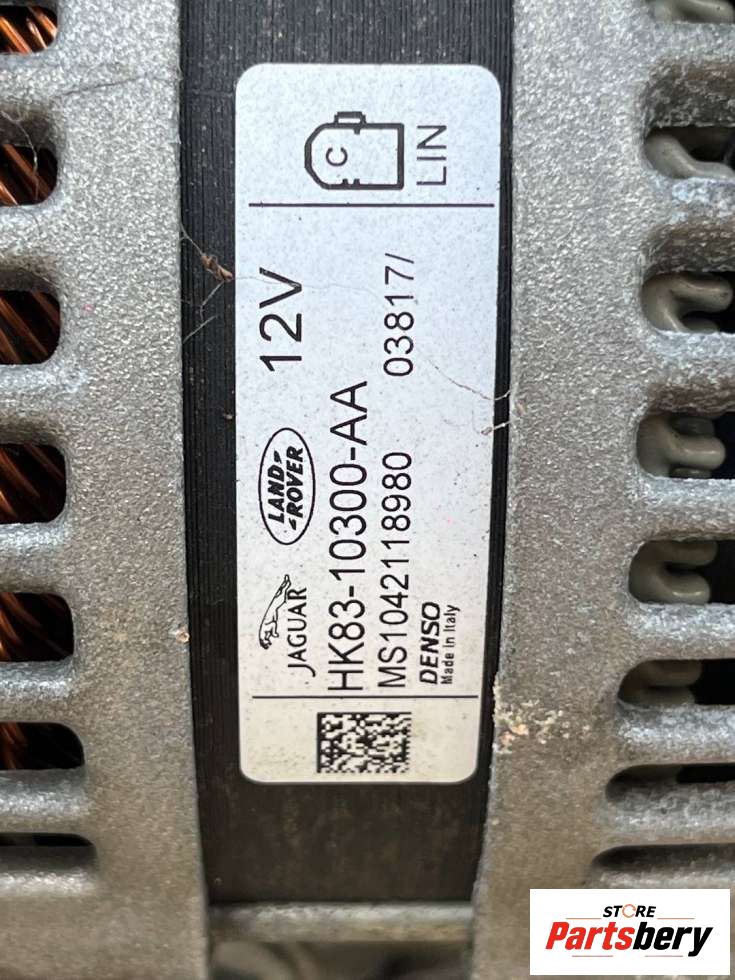 C
LIN
12V
JAGUAR
LAND
ROVER
HK83-10300-AA
MS1042118980 03817/
DENSO
Made in Italy
STORE
Partsbery